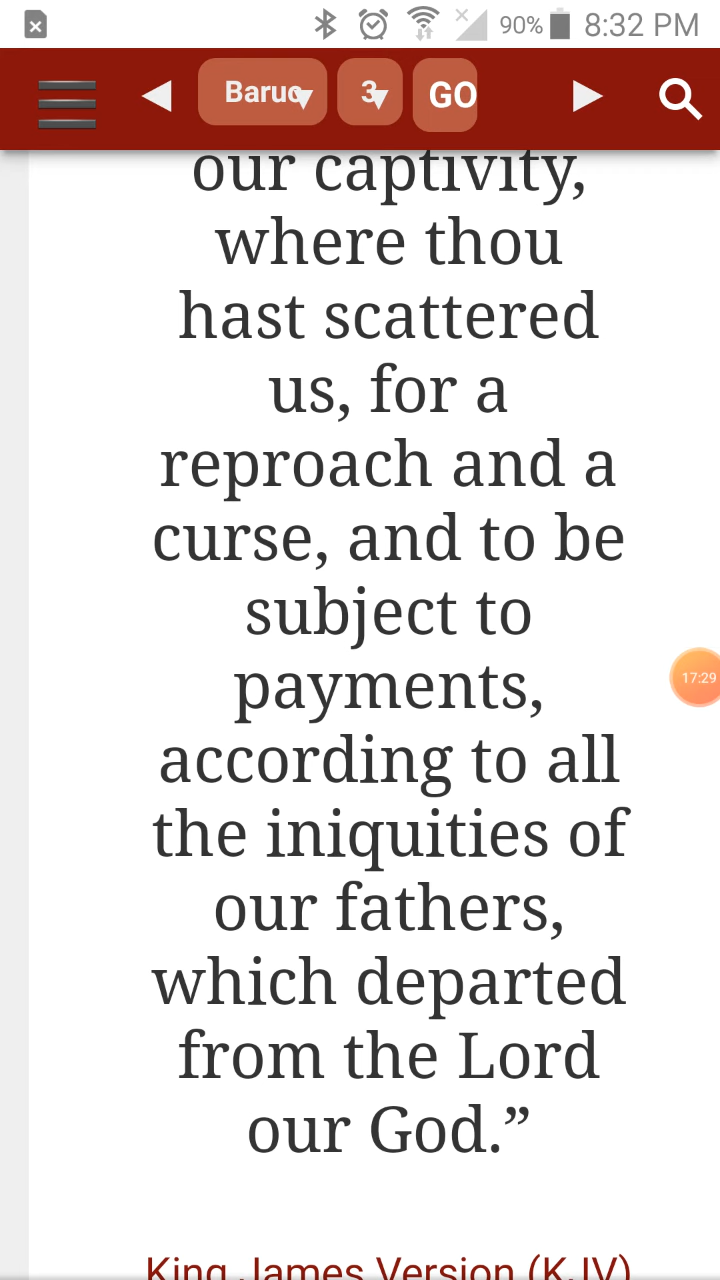 90% 8:32 PM
Baruc 3 GO
our captivity,
where thou
hast scattered
us, for a
reproach and a
curse, and to be
subject to
payments,
17:29
according to all
the iniquities of
our fathers,
which departed
from the Lord
our God.”
King James Version (KJV)